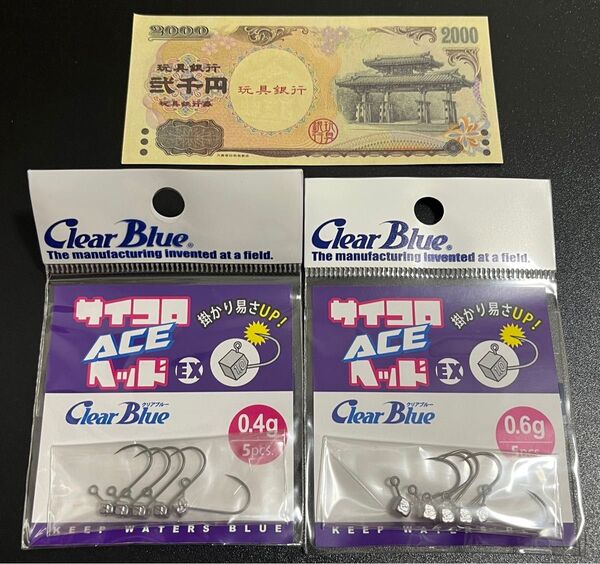 2000
2000
玩具銀行
弐千円
玩具銀行券
玩具銀行
Clear Blue®
The manufacturing invented at a field.
サイコロ
ACE
ヘッド EX
掛かり易さUP!
クリアブルー
Clear Blue
0.4g
5pcs.
KEEP WATERS BLUE
Clear Blue®
The manufacturing invented at a field.
サイコロ
ACE
ヘッド EX
掛かり易さUP!
クリアブルー
Clear Blue
0.6g
5pcs.
KEEP WATERS